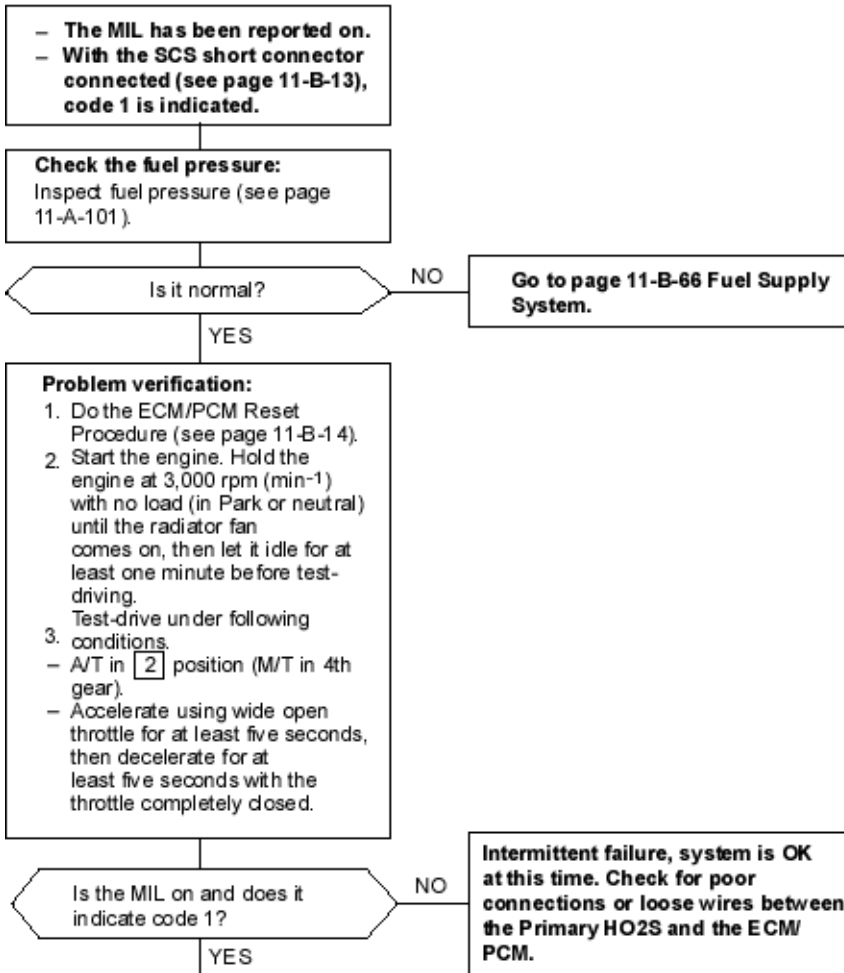 – The MIL has been reported on.
– With the SCS short connector
connected (see page 11-B-13),
code 1 is indicated.
Check the fuel pressure:
Inspect fuel pressure (see page
11-A-101).
Is it normal?
NO
Go to page 11-B-66 Fuel Supply
System.
YES
Problem verification:
1. Do the ECM/PCM Reset
Procedure (see page 11-B-14).
2. Start the engine. Hold the
engine at 3,000 rpm (min-1)
with no load (in Park or neutral)
until the radiator fan
comes on, then let it idle for at
least one minute before test-
driving.
Test-drive under following
3. conditions.
– A/T in 2 position (M/T in 4th
gear).
– Accelerate using wide open
throttle for at least five seconds,
then decelerate for at
least five seconds with the
throttle completely closed.
Is the MIL on and does it
indicate code 1?
NO
Intermittent failure, system is OK
at this time. Check for poor
connections or loose wires between
the Primary HO2S and the ECM/
PCM.
YES